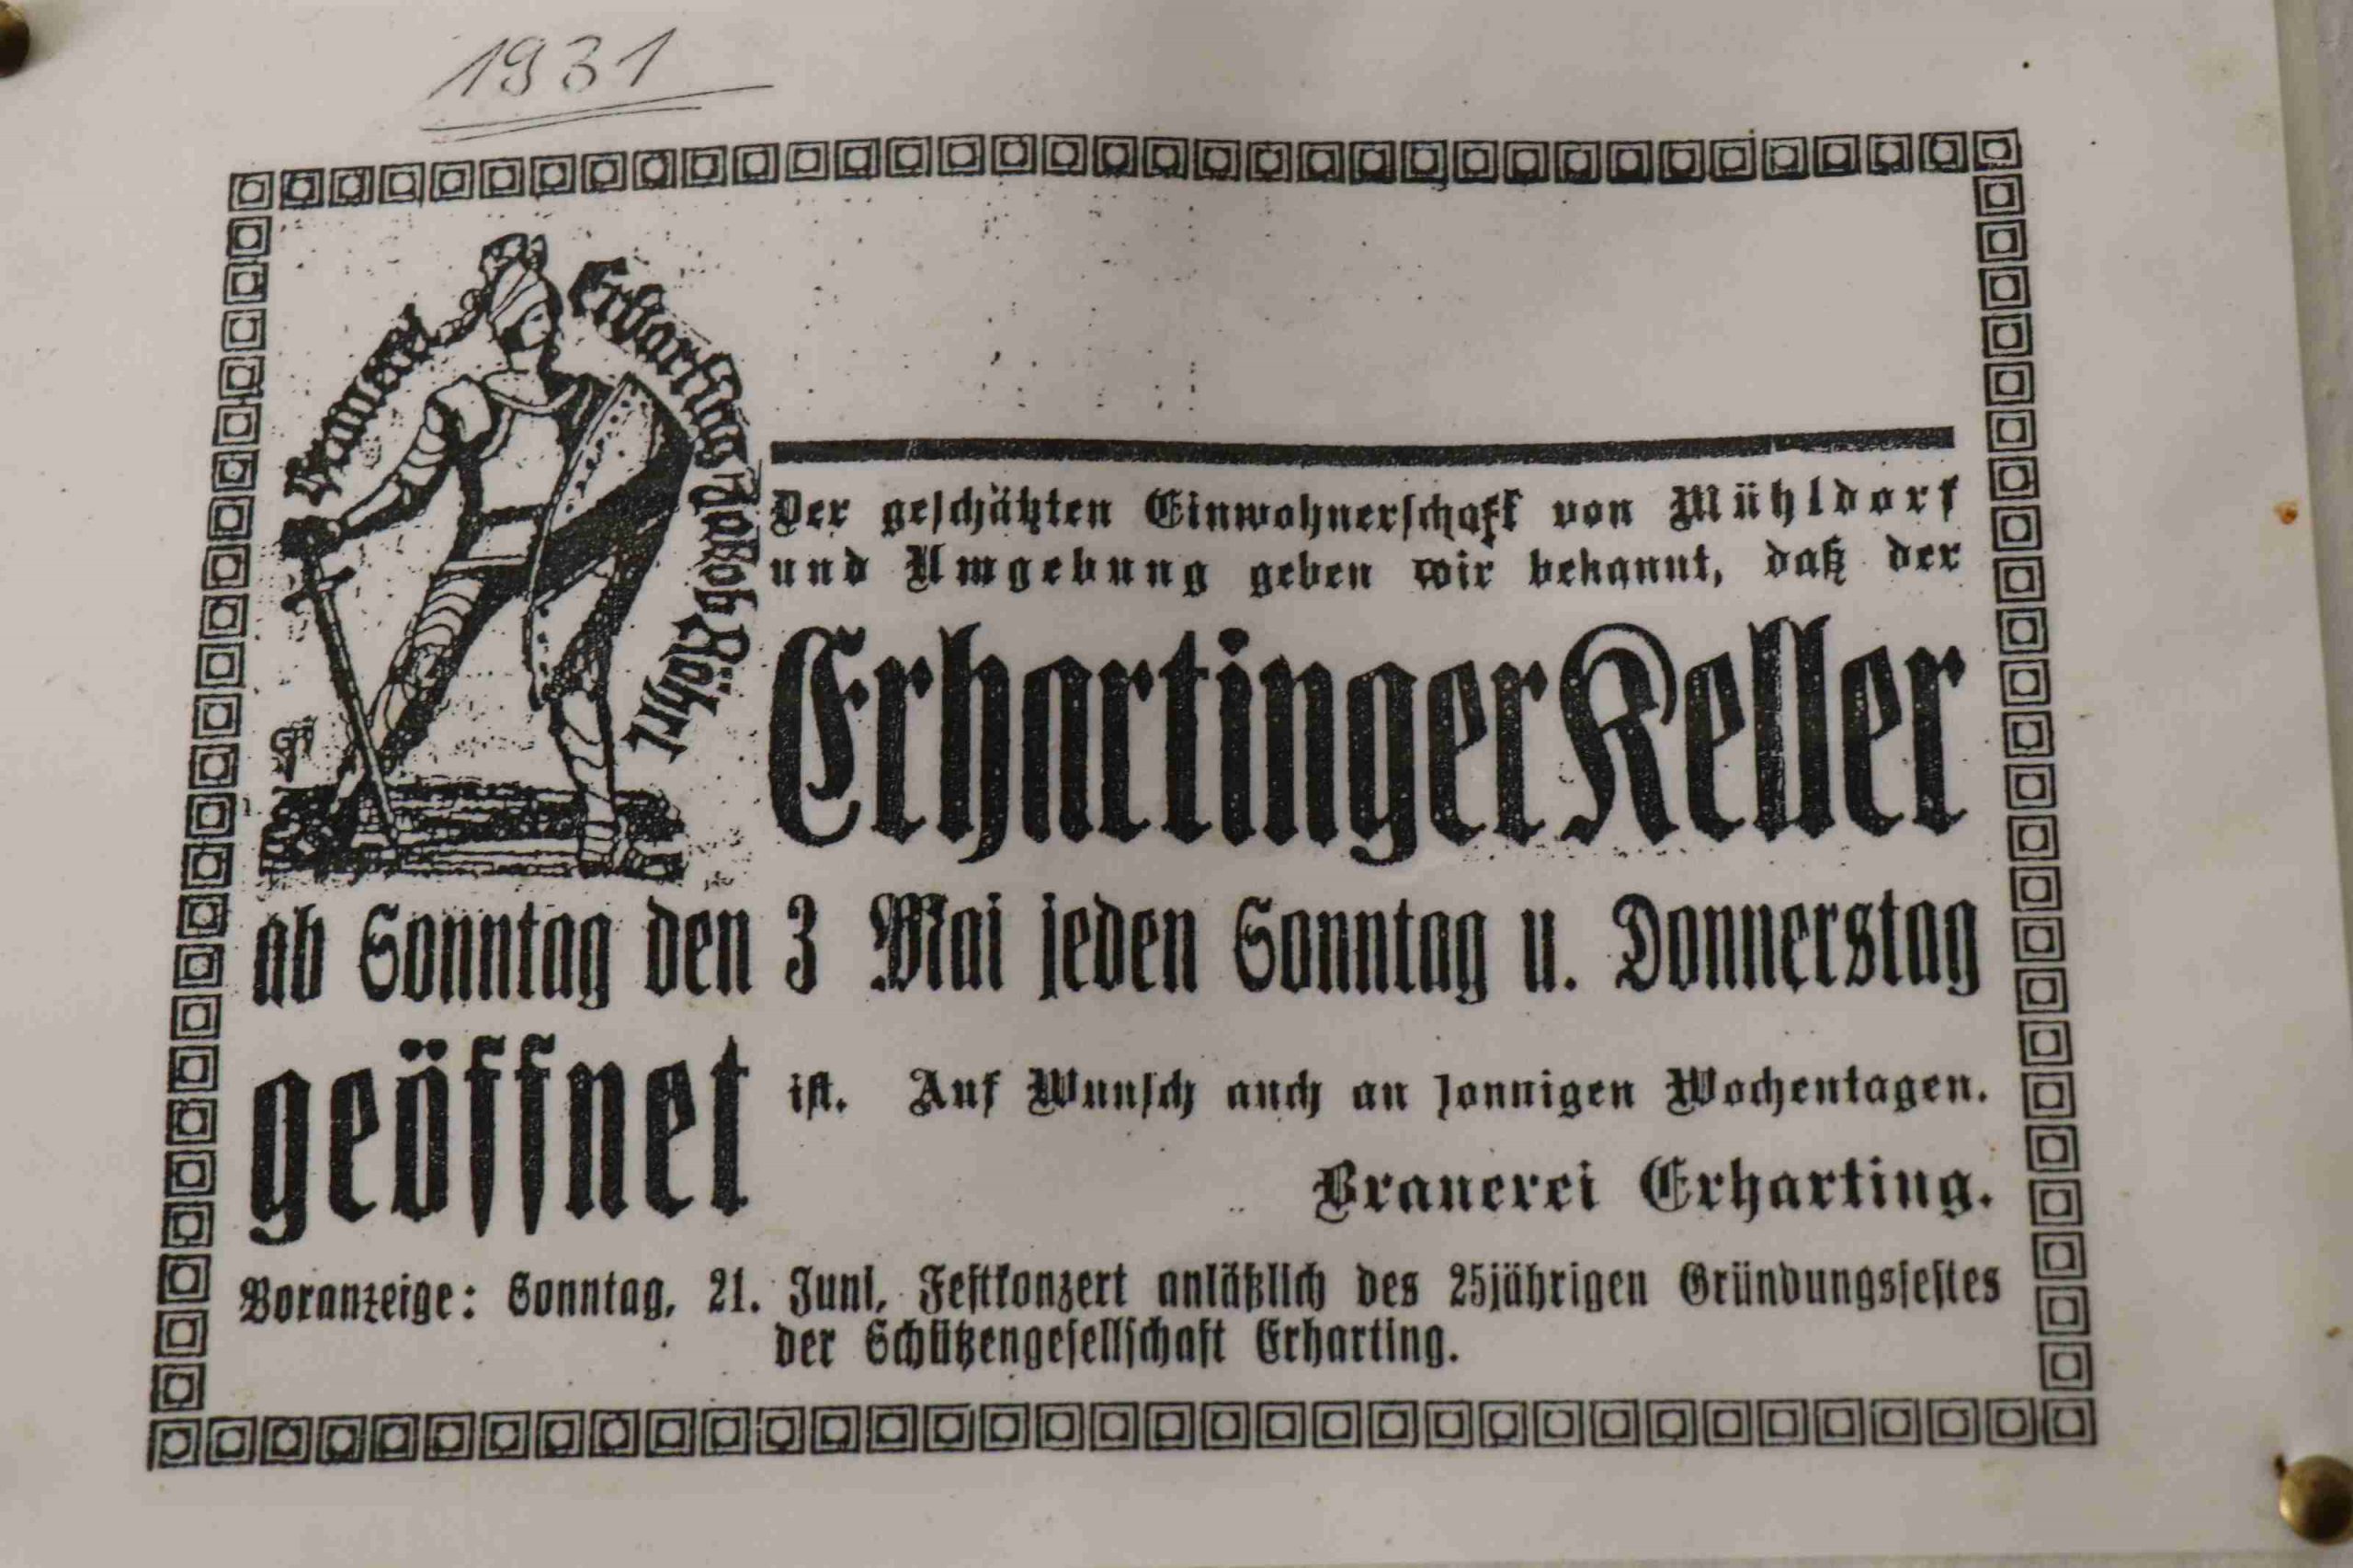 1931
Brauerei Erharting Jakob Röhrl
Der geschätzten Einwohnerschaft von Mühldorf
und Umgebung geben wir bekannt, daß der
Erhartinger Keller
ab Sonntag den 3 Mai jeden Sonntag u. Donnerstag
geöffnet ist. Auf Wunsch auch an sonnigen Wochentagen.
Brauerei Erharting.
Voranzeige: Sonntag, 21. Juni, Festkonzert anläßlich des 25jährigen Gründungsfestes
der Schützengesellschaft Erharting.